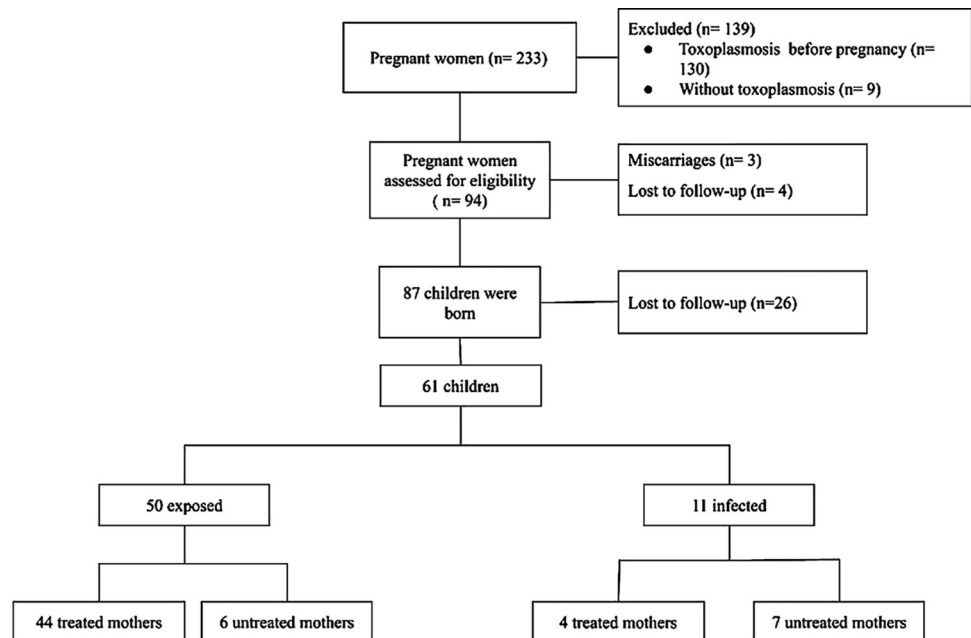 Pregnant women (n= 233)
Excluded (n= 139)
● Toxoplasmosis before pregnancy (n=
130)
● Without toxoplasmosis (n= 9)
Pregnant women
assessed for eligibility
( n= 94)
Miscarriages (n= 3)
Lost to follow-up (n= 4)
87 children were
born
Lost to follow-up (n=26)
61 children
50 exposed
11 infected
44 treated mothers
6 untreated mothers
4 treated mothers
7 untreated mothers